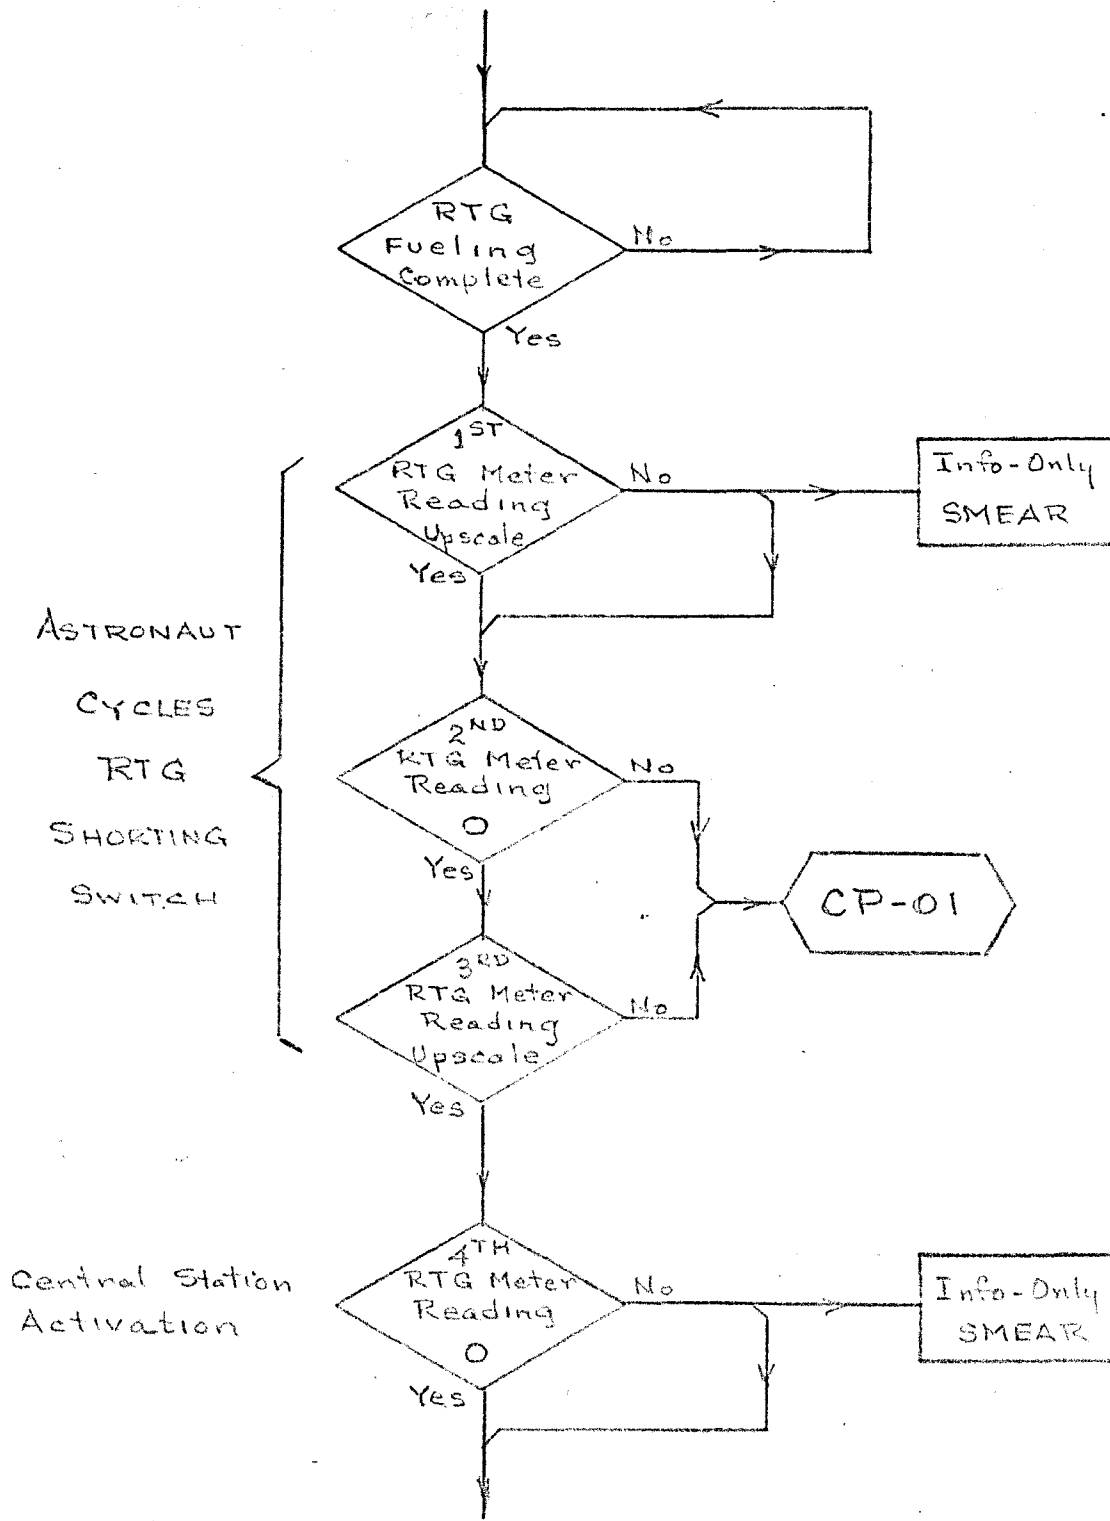 RTG
Fueling
Complete
No
Yes
1ST
RTG Meter
Reading
Upscale
No
Yes
Info-Only
SMEAR
ASTRONAUT
CYCLES
RTG
SHORTING
SWITCH
2ND
RTG Meter
Reading
O
No
Yes
CP-01
3RD
RTG Meter
Reading
Upscale
No
Yes
Central Station
Activation
4TH
RTG Meter
Reading
O
No
Yes
Info-Only
SMEAR